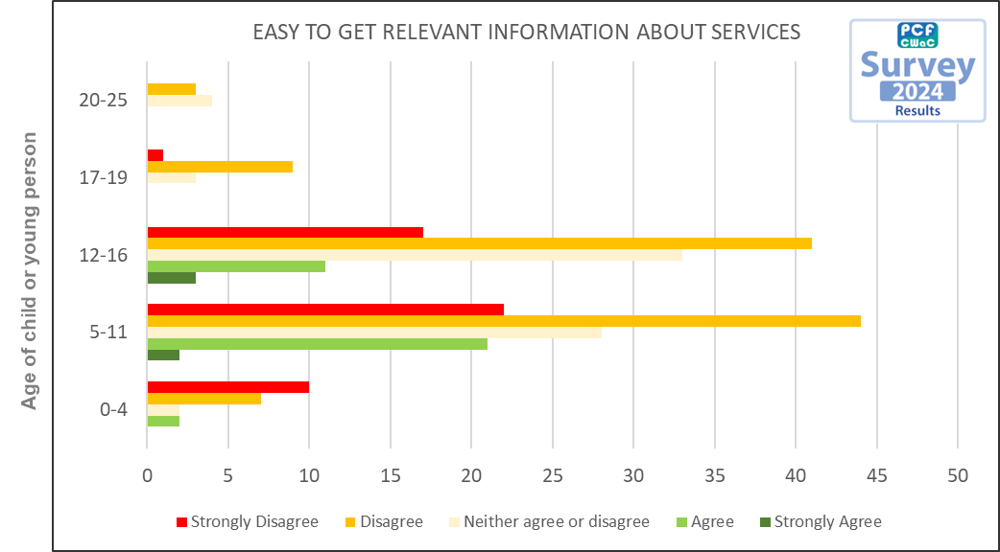 EASY TO GET RELEVANT INFORMATION ABOUT SERVICES
PCF
CWaC
Survey
2024
Results
Age of child or young person
20-25
17-19
12-16
5-11
0-4
0 5 10 15 20 25 30 35 40 45 50
Strongly Disagree Disagree Neither agree or disagree Agree Strongly Agree